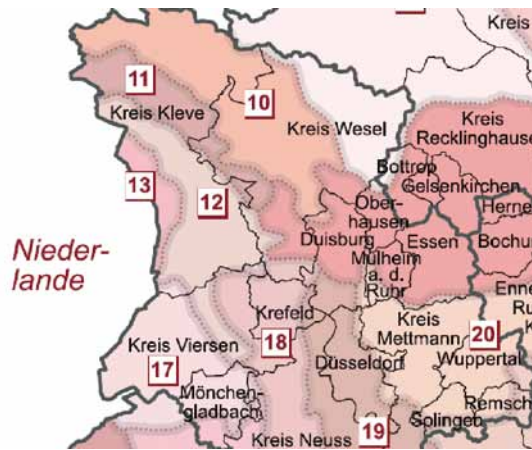 Kreis
11
10
Kreis Kleve
Kreis Wesel
Kreis
Recklinghause
Bottrop
Gelsenkirchen
13
12
Ober-
hausen
Herne
Duisburg
Essen
Bochu
Mülheim
a. d.
Ruhr
Nieder-
lande
Enne
Ru
K
Krefeld
Kreis
Mettmann
20
Kreis Viersen
18
Düsseldorf
Wuppertal
17
Mönchen-
gladbach
Remsch
Solingen
Kreis Neuss
19